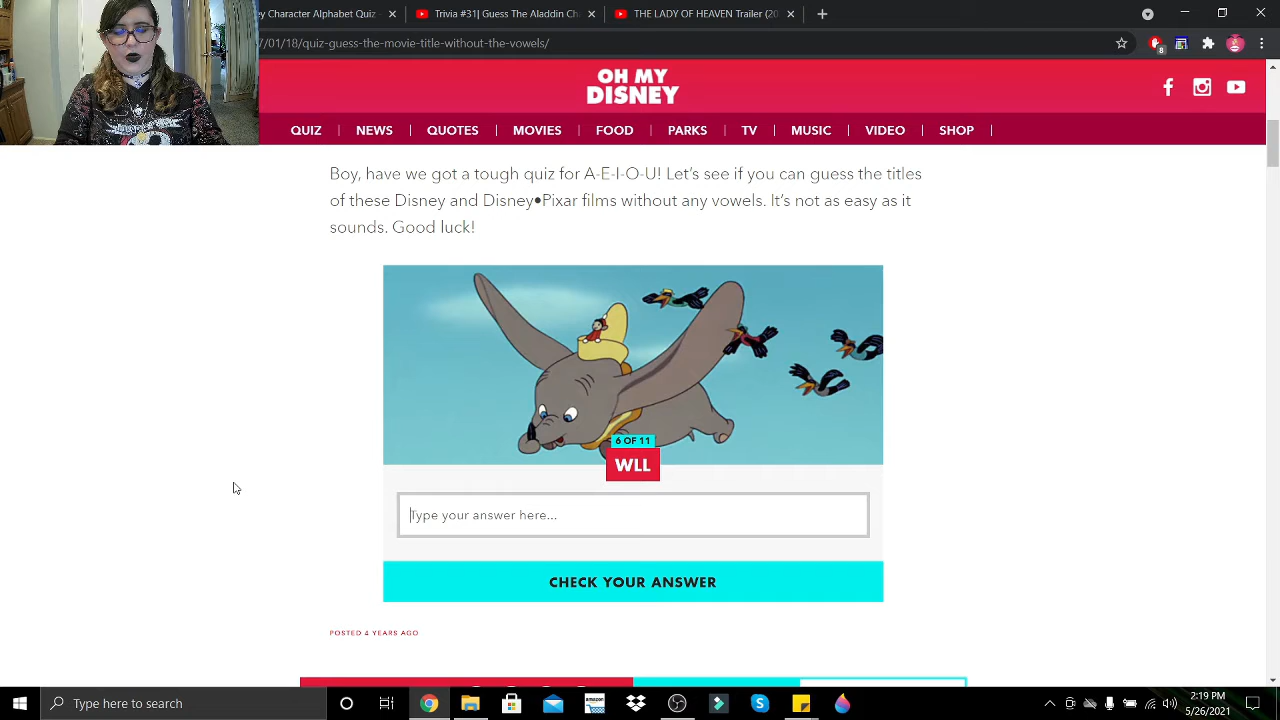 ey Character Alphabet Quiz
Trivia #31| Guess The Aladdin Ch
THE LADY OF HEAVEN Trailer (20
/01/18/quiz-guess-the-movie-title-without-the-vowels/
8
OH MY
DISNEY
QUIZ | NEWS | QUOTES | MOVIES | FOOD | PARKS | TV | MUSIC | VIDEO | SHOP |
Boy, have we got a tough quiz for A-E-I-O-U! Let's see if you can guess the titles
of these Disney and Disney•Pixar films without any vowels. It's not as easy as it
sounds. Good luck!
6 OF 11
WLL
Type your answer here...
CHECK YOUR ANSWER
POSTED 4 YEARS AGO
Type here to search
amazon
2:19 PM
5/26/2021